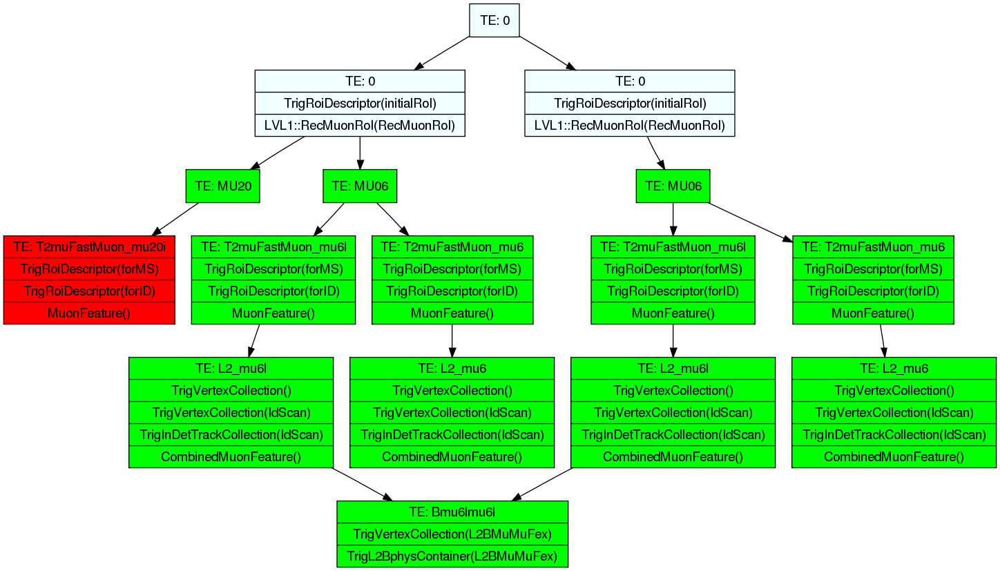 TE: 0
TE: 0
TrigRoiDescriptor(initialRoI)
LVL1::RecMuonRoI(RecMuonRoI)
TE: 0
TrigRoiDescriptor(initialRoI)
LVL1::RecMuonRoI(RecMuonRoI)
TE: MU20
TE: MU06
TE: MU06
TE: T2muFastMuon_mu20i
TrigRoiDescriptor(forMS)
TrigRoiDescriptor(forID)
MuonFeature()
TE: T2muFastMuon_mu6l
TrigRoiDescriptor(forMS)
TrigRoiDescriptor(forID)
MuonFeature()
TE: T2muFastMuon_mu6
TrigRoiDescriptor(forMS)
TrigRoiDescriptor(forID)
MuonFeature()
TE: T2muFastMuon_mu6l
TrigRoiDescriptor(forMS)
TrigRoiDescriptor(forID)
MuonFeature()
TE: T2muFastMuon_mu6
TrigRoiDescriptor(forMS)
TrigRoiDescriptor(forID)
MuonFeature()
TE: L2_mu6l
TrigVertexCollection()
TrigVertexCollection(IdScan)
TrigInDetTrackCollection(IdScan)
CombinedMuonFeature()
TE: L2_mu6
TrigVertexCollection()
TrigVertexCollection(IdScan)
TrigInDetTrackCollection(IdScan)
CombinedMuonFeature()
TE: L2_mu6l
TrigVertexCollection()
TrigVertexCollection(IdScan)
TrigInDetTrackCollection(IdScan)
CombinedMuonFeature()
TE: L2_mu6
TrigVertexCollection()
TrigVertexCollection(IdScan)
TrigInDetTrackCollection(IdScan)
CombinedMuonFeature()
TE: Bmu6lmu6l
TrigVertexCollection(L2BMuMuFex)
TrigL2BphysContainer(L2BMuMuFex)